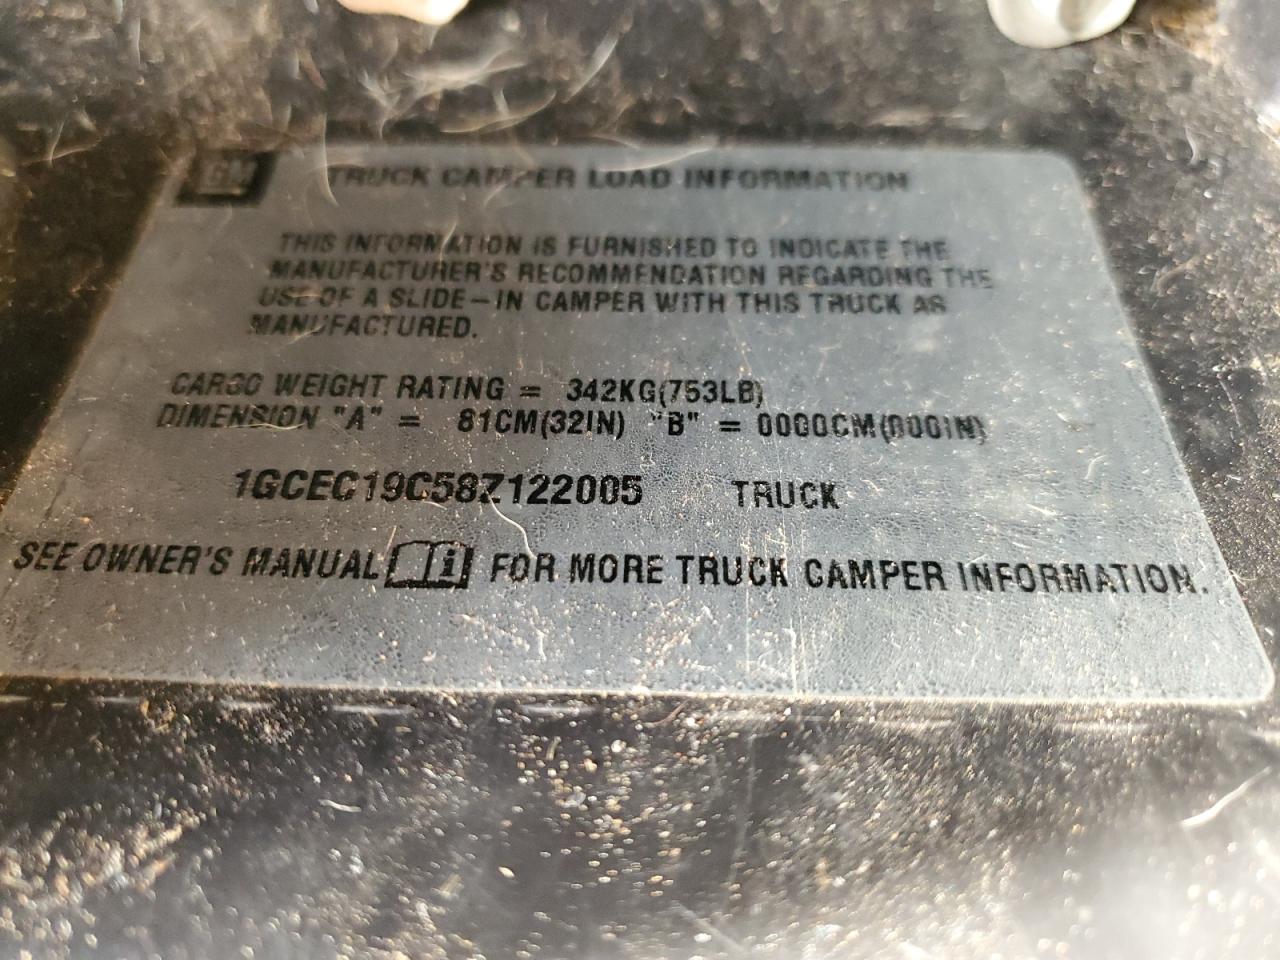 GM
TRUCK CAMPER LOAD INFORMATION
THIS INFORMATION IS FURNISHED TO INDICATE THE
MANUFACTURER'S RECOMMENDATION REGARDING THE
USE OF A SLIDE-IN CAMPER WITH THIS TRUCK AS
MANUFACTURED.
CARGO WEIGHT RATING = 342KG(753LB)
DIMENSION "A" = 81CM(32IN) "B" = 0000CM(000IN)
1GCEC19C58Z122005 TRUCK
SEE OWNER'S MANUAL FOR MORE TRUCK CAMPER INFORMATION.